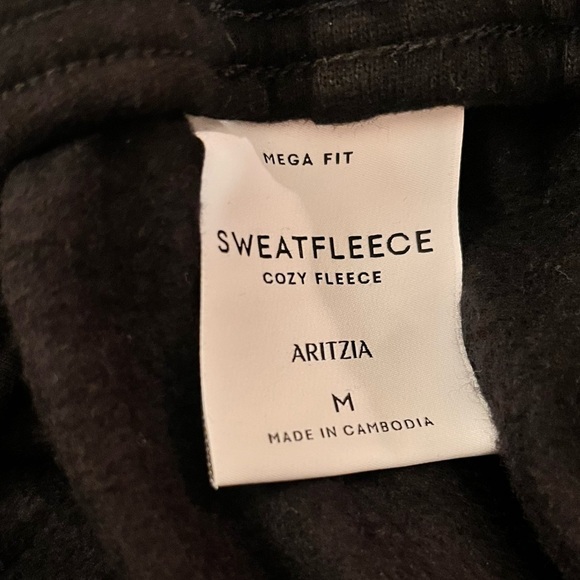 MEGA FIT
SWEATFLEECE
COZY FLEECE
ARITZIA
M
MADE IN CAMBODIA